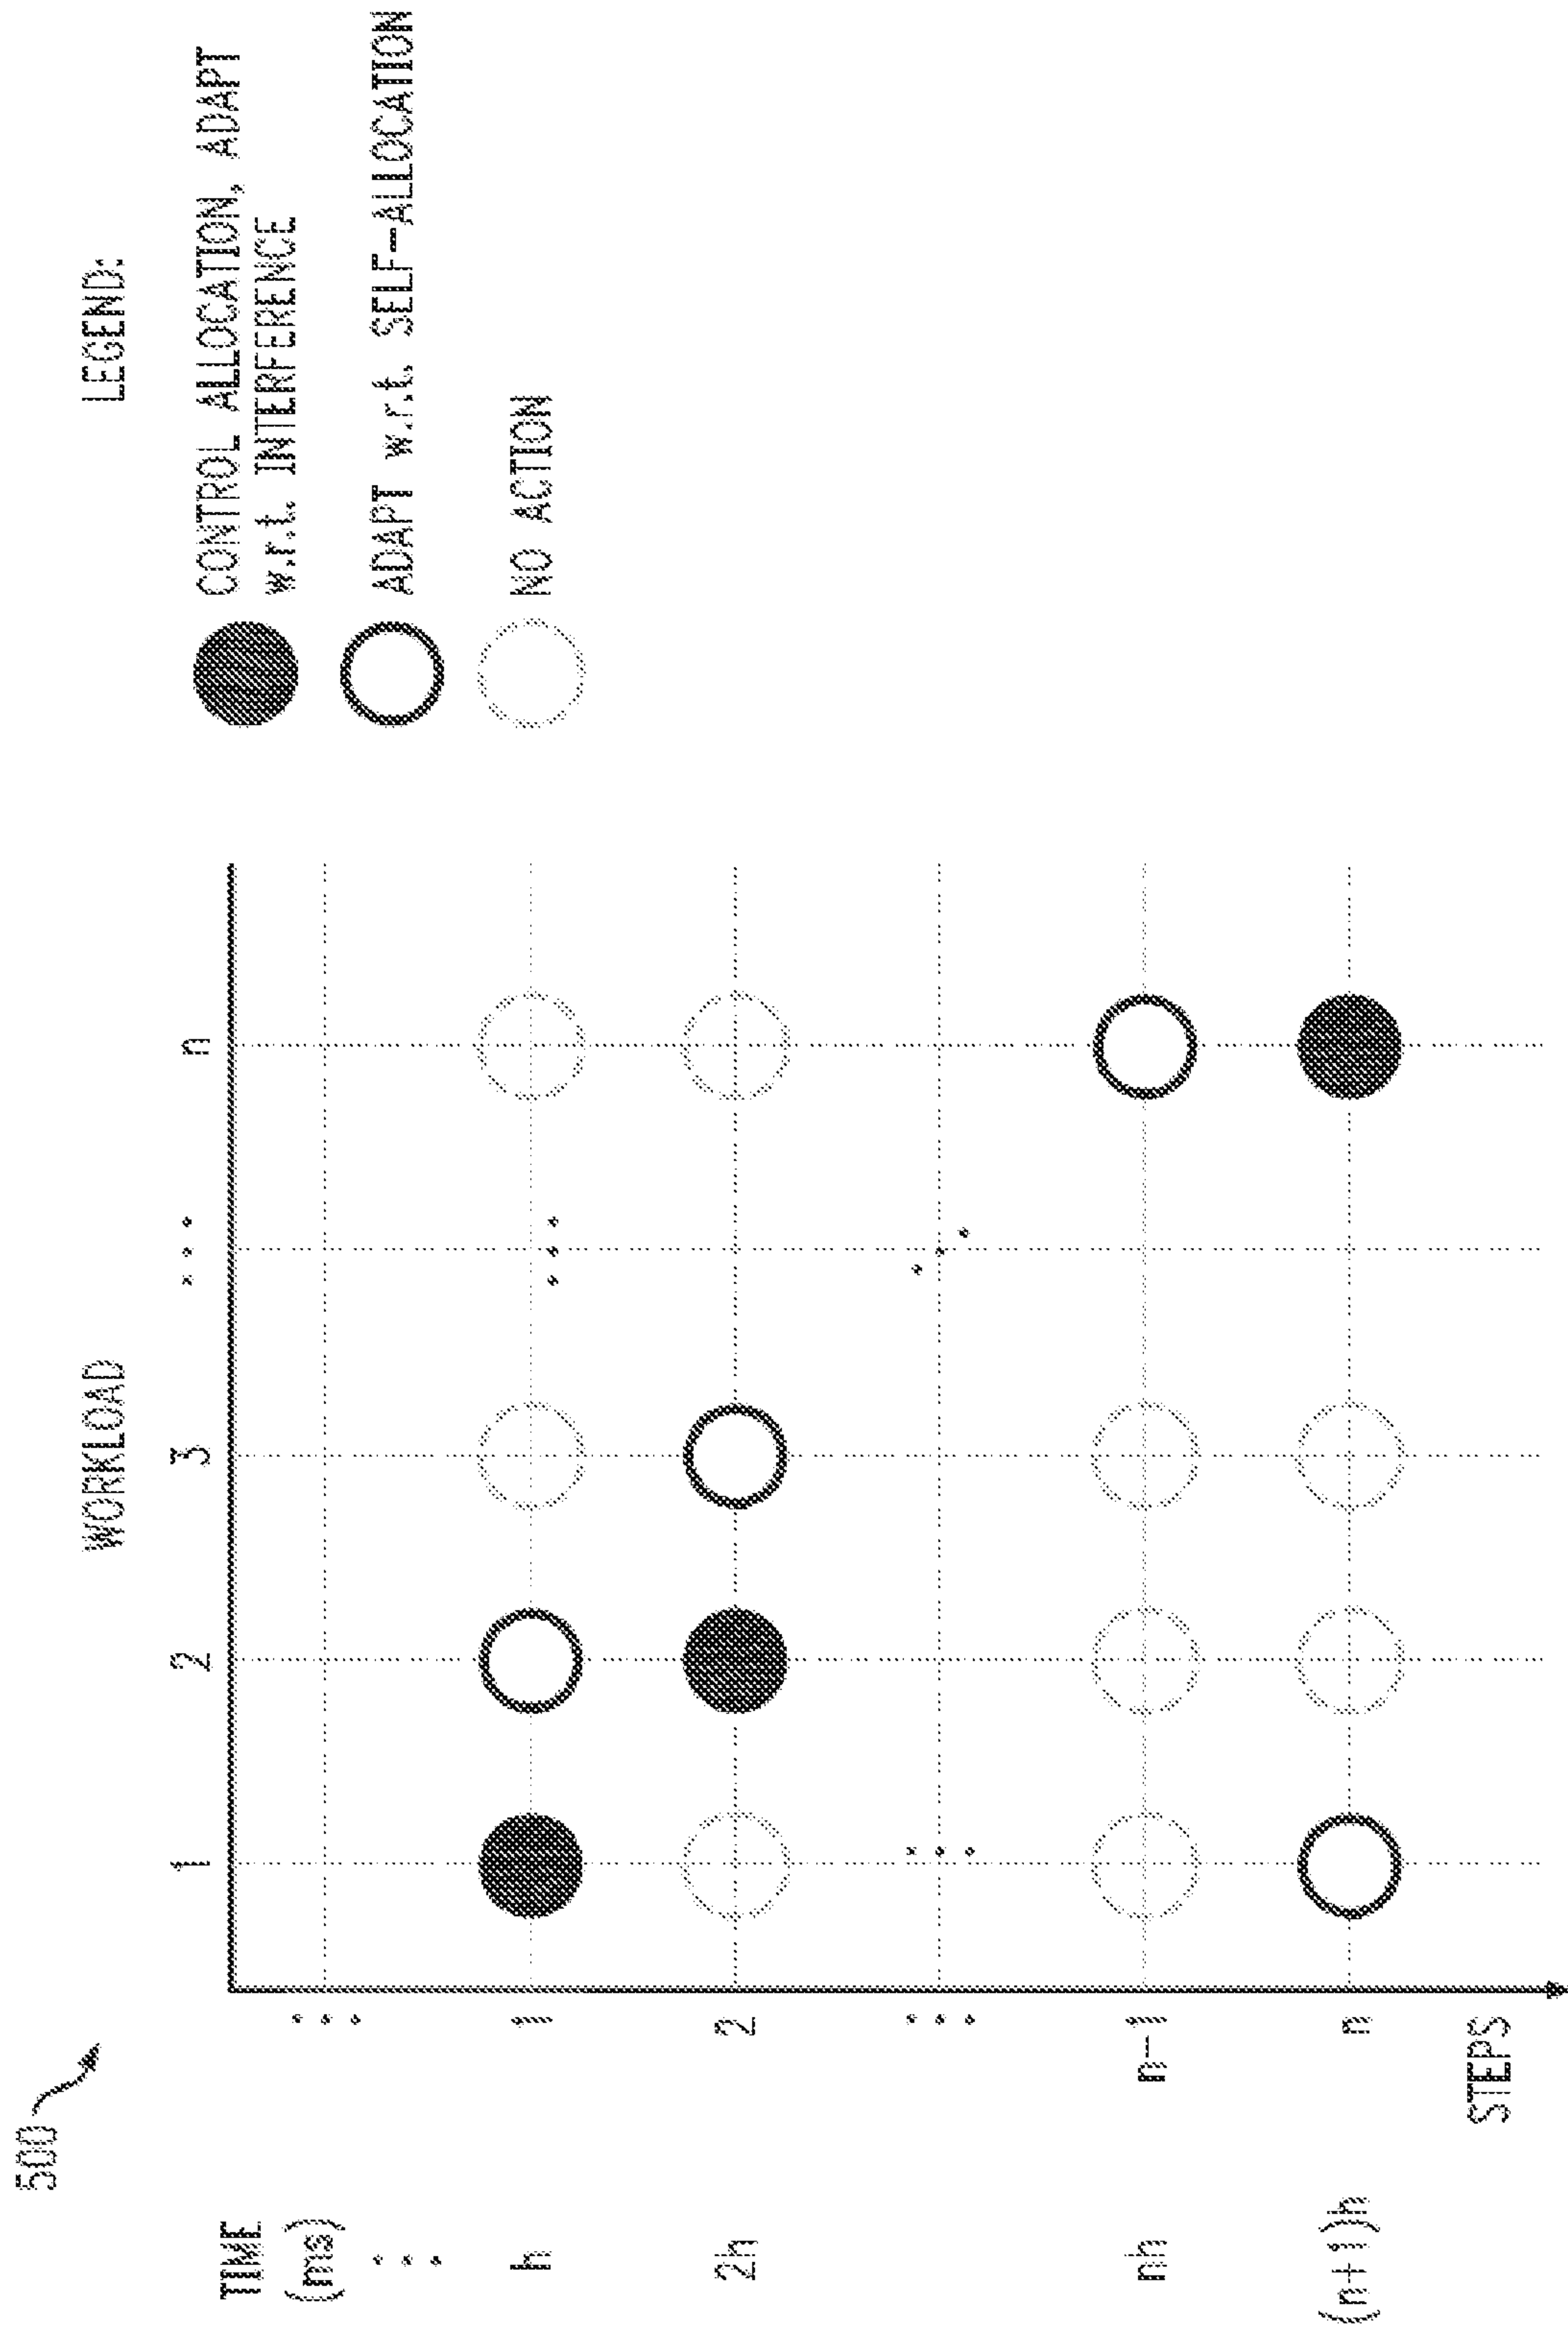 500
WORKLOAD
TIME
(ms)
1 2 3 ... n
...
h 1 ...
2h 2
...
nh n-1
(n+1)h n
STEPS
LEGEND:
CONTROL ALLOCATION, ADAPT
w.r.t. INTERFERENCE
ADAPT w.r.t. SELF-ALLOCATION
NO ACTION